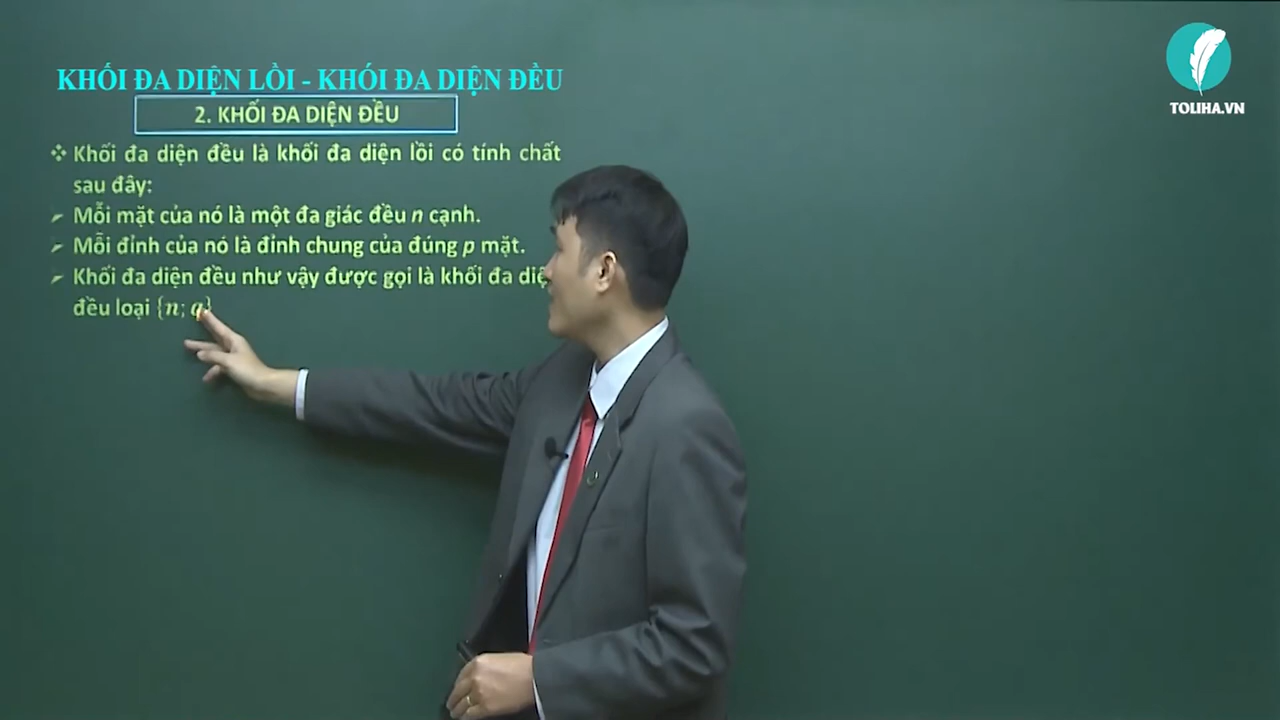 KHỐI ĐA DIỆN LỒI - KHÓI ĐA DIỆN ĐỀU
2. KHỐI ĐA DIỆN ĐỀU
Khối đa diện đều là khối đa diện lồi có tính chất
sau đây:
Mỗi mặt của nó là một đa giác đều n cạnh.
Mỗi đỉnh của nó là đỉnh chung của đúng p mặt.
Khối đa diện đều như vậy được gọi là khối đa
đều loại {n; q}
TOLIHA.VN